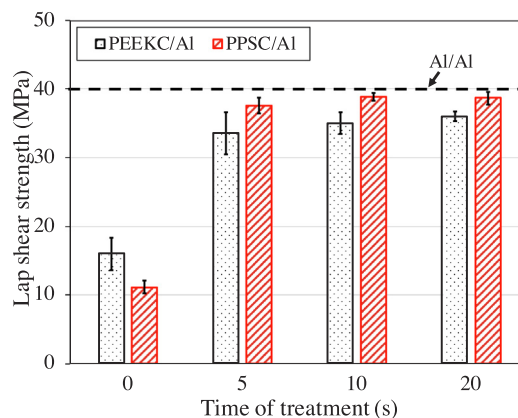 PEEKC/Al PPSC/Al
Al/Al
Lap shear strength (MPa)
50
40
30
20
10
0
0 5 10 20
Time of treatment (s)